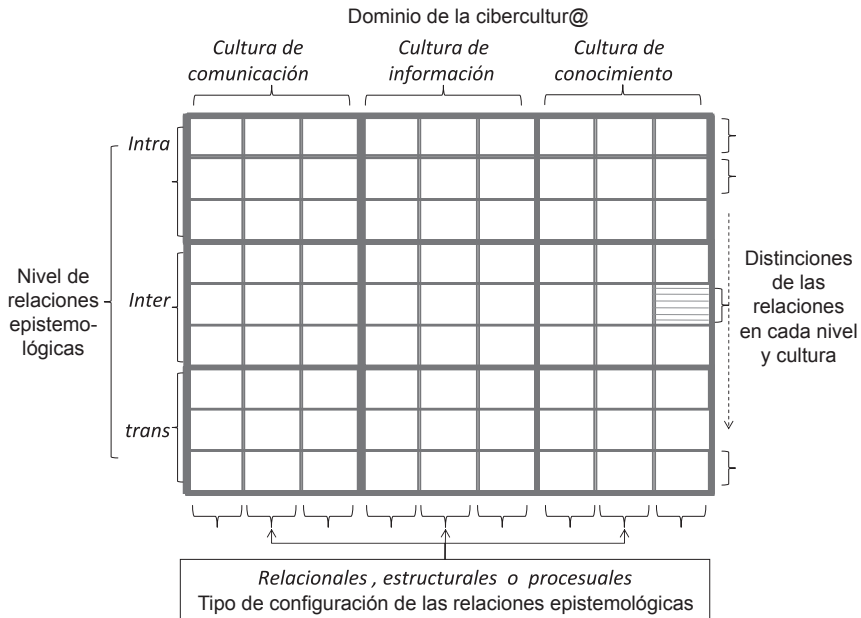 Dominio de la cibercultur@
Cultura de
comunicación
Cultura de
información
Cultura de
conocimiento
Intra
Nivel de
relaciones
epistemo-
lógicas
Inter
trans
Distinciones
de las
relaciones
en cada nivel
y cultura
Relacionales , estructurales o procesuales
Tipo de configuración de las relaciones epistemológicas